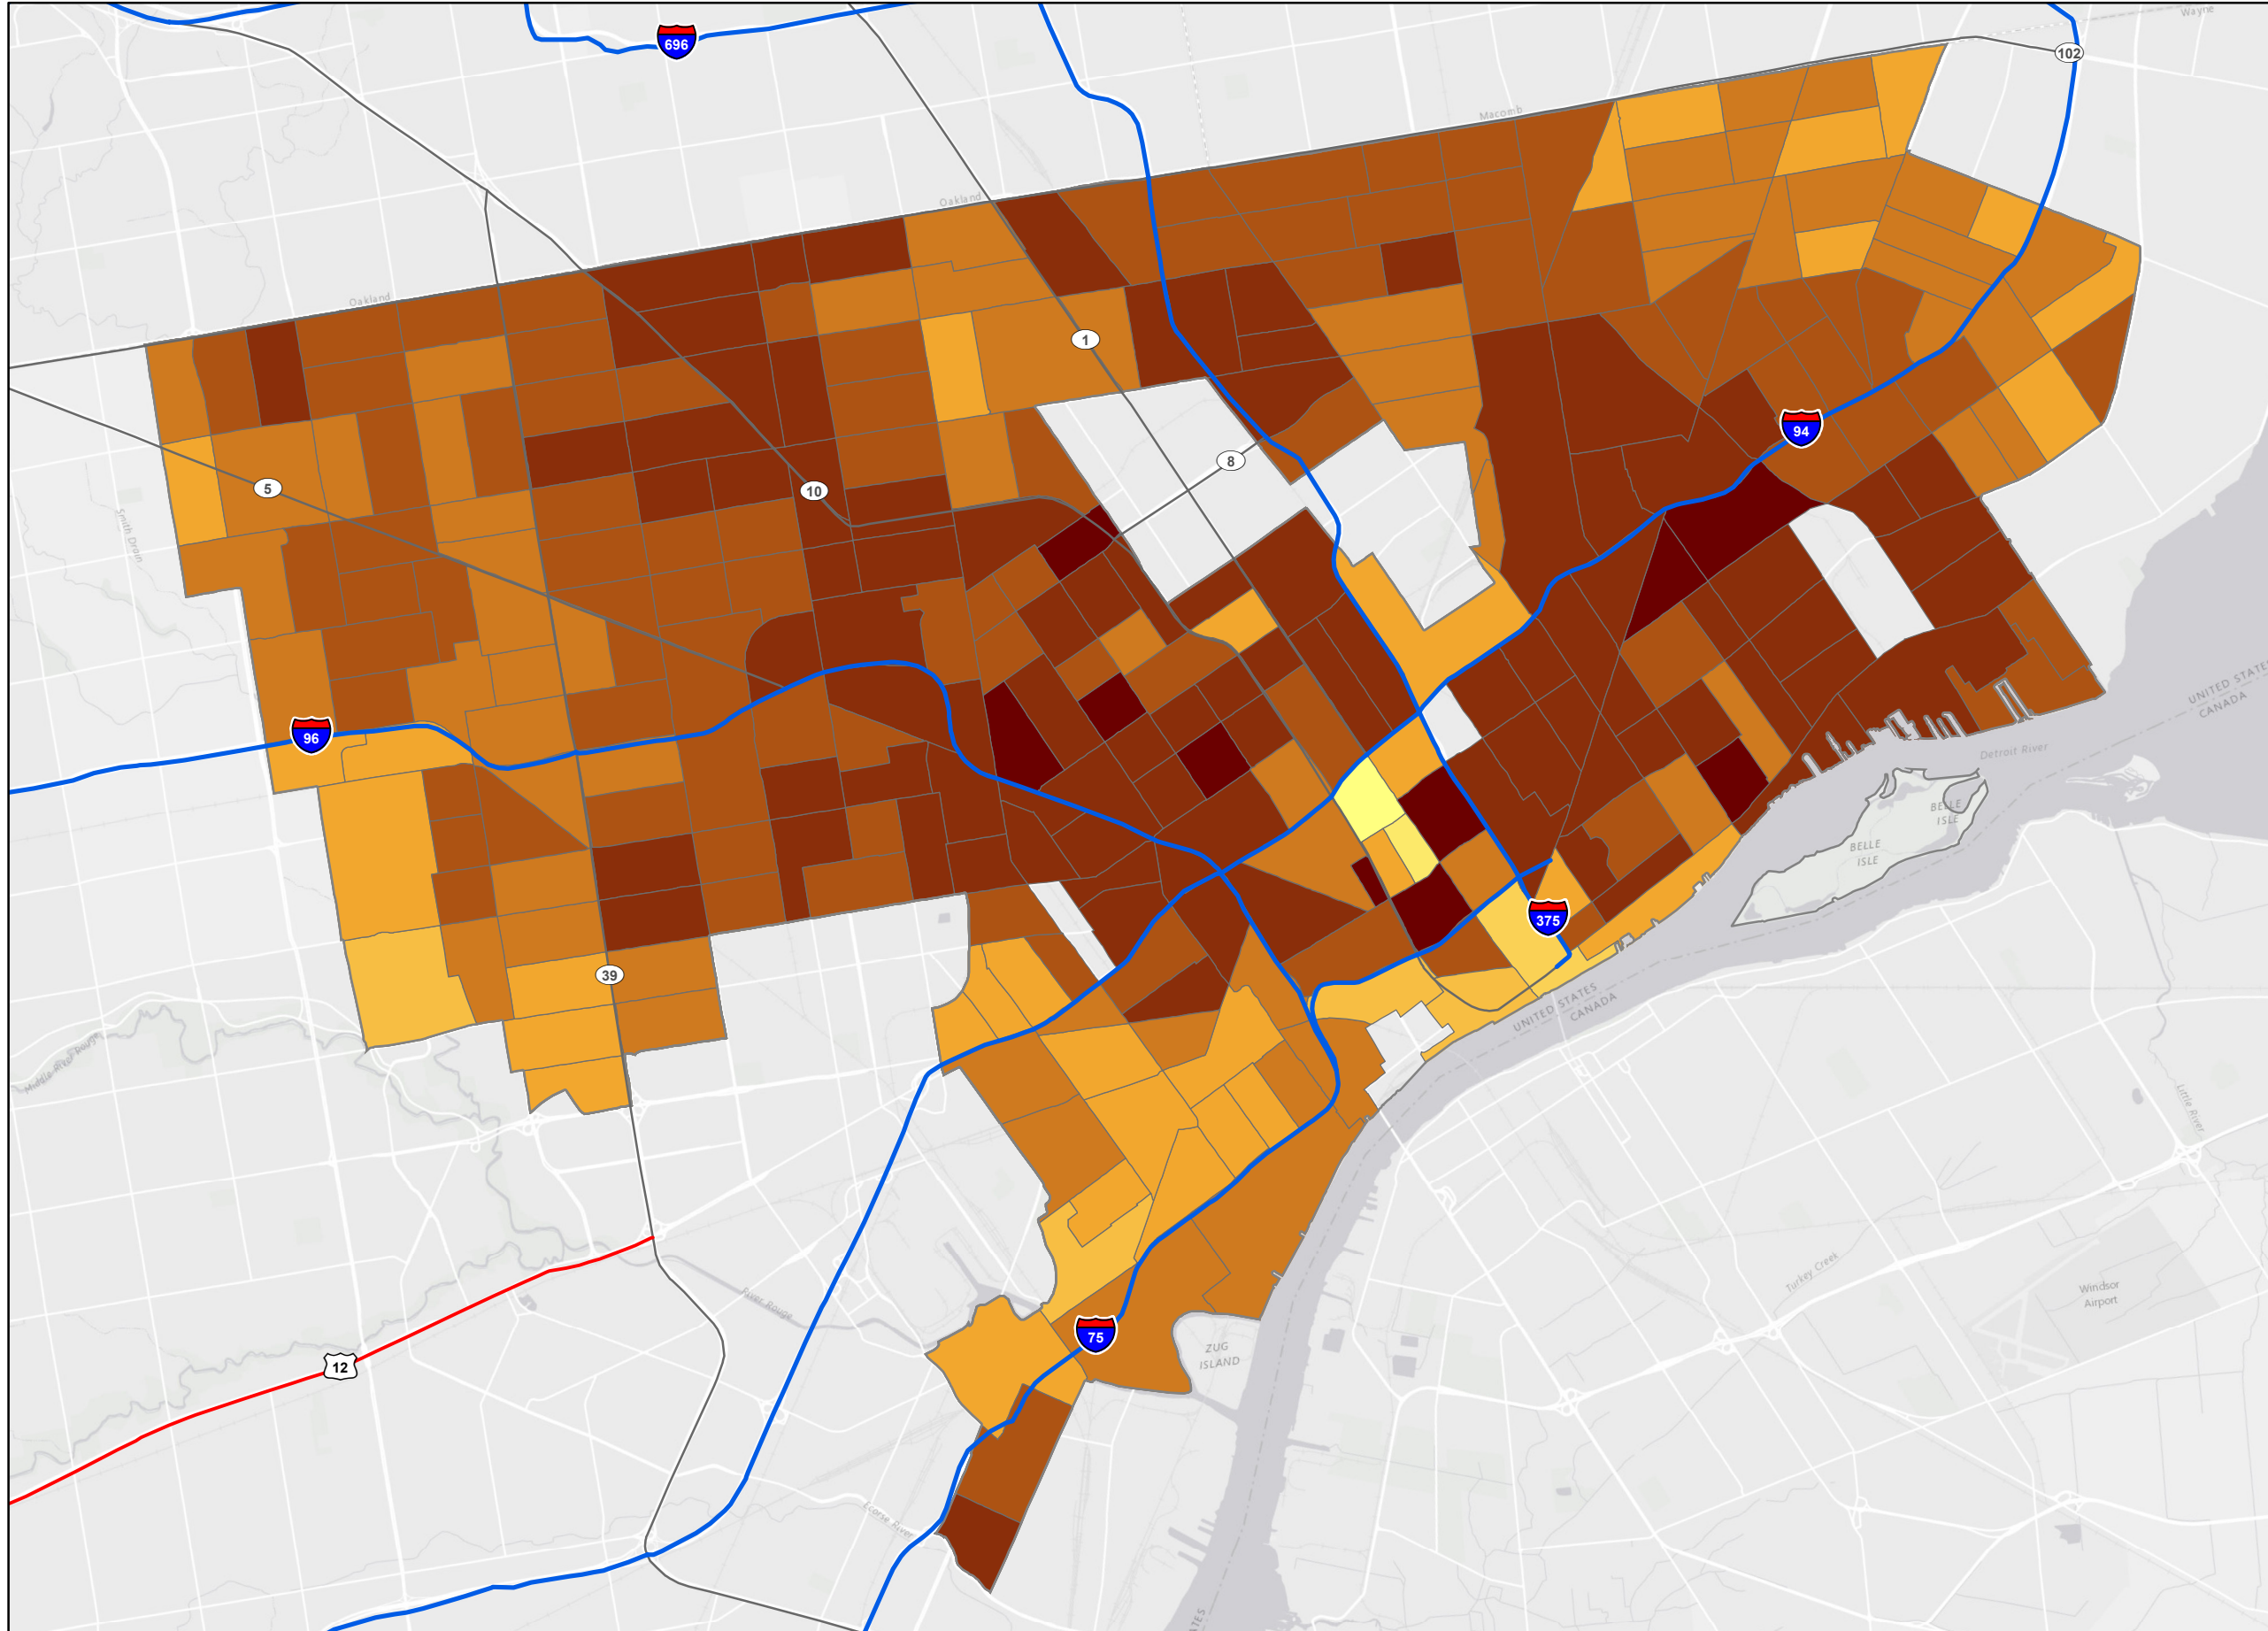 Wayne
696
102
Macomb
Oakland
Oakland
1
94
8
5
10
Smith Drain
UNITED STATES
CANADA
96
Detroit River
BELLE
ISLE
BELLE
ISLE
375
39
UNITED STATES
CANADA
Middle River Rouge
Little River
Turkey Creek
Windsor
Airport
River Rouge
75
ZUG
ISLAND
12
Ecorse River